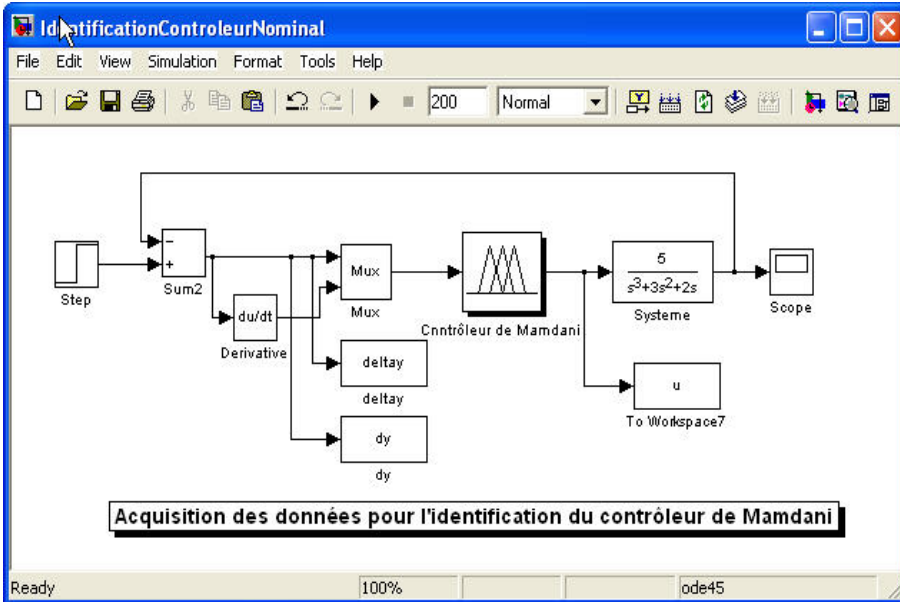 IdentificationControleurNominal
File Edit View Simulation Format Tools Help
200 Normal
Step
−
+
Sum2
du/dt
Derivative
Mux
Mux
deltay
deltay
dy
dy
Cnntrôleur de Mamdani
5
s³+3s²+2s
Systeme
Scope
u
To Workspace7
Acquisition des données pour l'identification du contrôleur de Mamdani
Ready 100% ode45